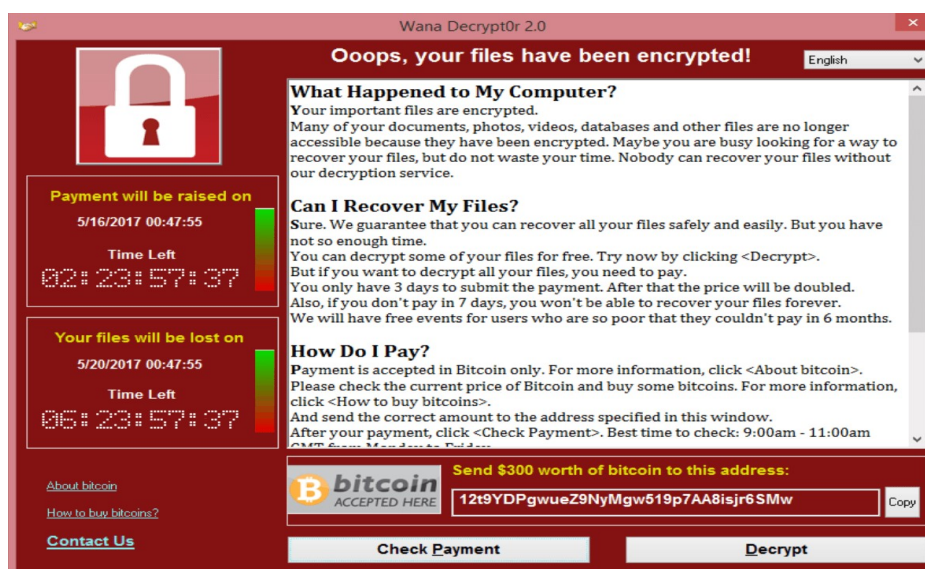 Wana Decrypt0r 2.0
Ooops, your files have been encrypted!
English
Payment will be raised on
5/16/2017 00:47:55
Time Left
02:23:57:37
Your files will be lost on
5/20/2017 00:47:55
Time Left
06:23:57:37
About bitcoin
How to buy bitcoins?
Contact Us
What Happened to My Computer?
Your important files are encrypted.
Many of your documents, photos, videos, databases and other files are no longer
accessible because they have been encrypted. Maybe you are busy looking for a way to
recover your files, but do not waste your time. Nobody can recover your files without
our decryption service.
Can I Recover My Files?
Sure. We guarantee that you can recover all your files safely and easily. But you have
not so enough time.
You can decrypt some of your files for free. Try now by clicking <Decrypt>.
But if you want to decrypt all your files, you need to pay.
You only have 3 days to submit the payment. After that the price will be doubled.
Also, if you don't pay in 7 days, you won't be able to recover your files forever.
We will have free events for users who are so poor that they couldn't pay in 6 months.
How Do I Pay?
Payment is accepted in Bitcoin only. For more information, click <About bitcoin>.
Please check the current price of Bitcoin and buy some bitcoins. For more information,
click <How to buy bitcoins>.
And send the correct amount to the address specified in this window.
After your payment, click <Check Payment>. Best time to check: 9:00am - 11:00am
GMT from Monday to Friday
bitcoin
ACCEPTED HERE
Send $300 worth of bitcoin to this address:
12t9YDPgwueZ9NyMgw519p7AA8isjr6SMw
Copy
Check Payment
Decrypt